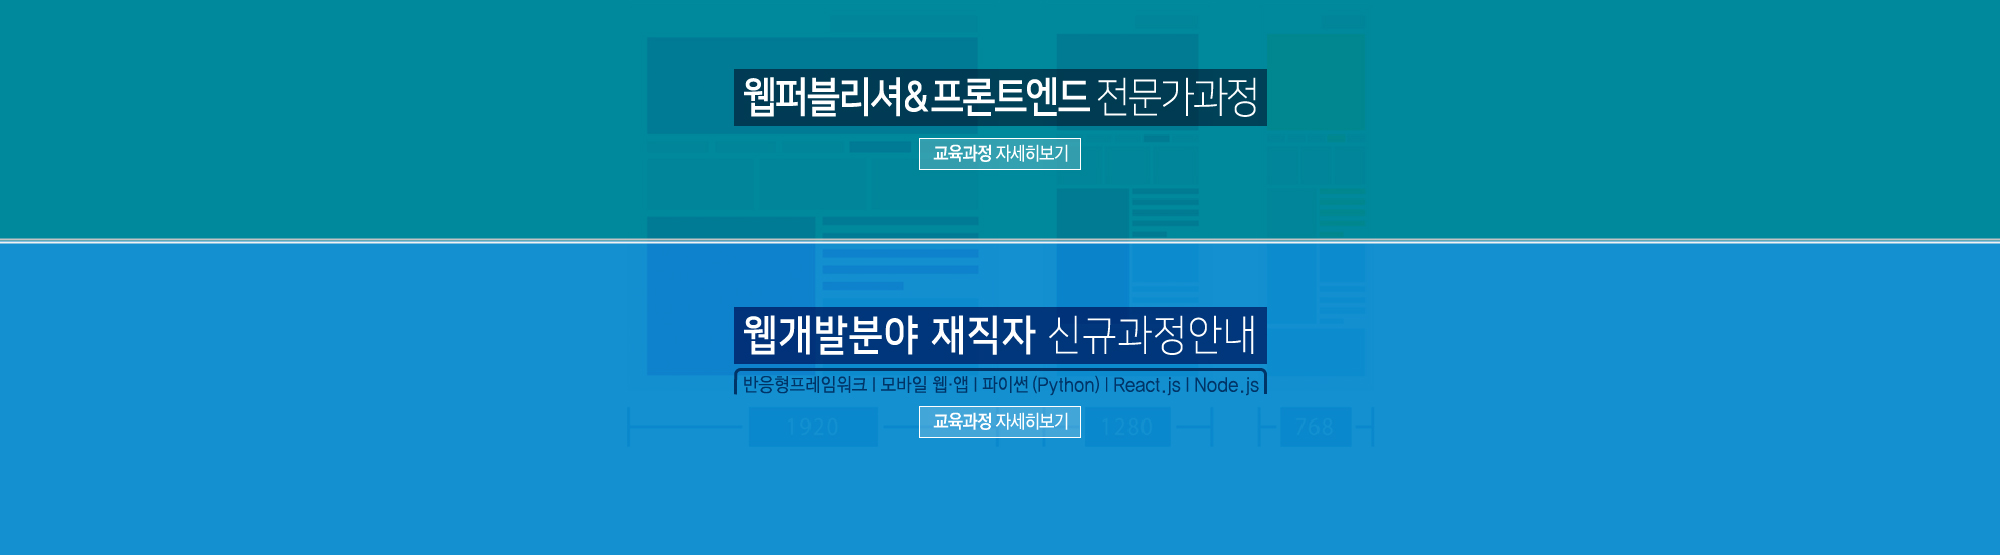 웹퍼블리셔&프론트엔드 전문가과정
교육과정 자세히보기
웹개발분야 재직자 신규과정안내
반응형프레임워크 | 모바일 웹·앱 | 파이썬(Python) | React.js | Node.js
교육과정 자세히보기
1920 1280 768